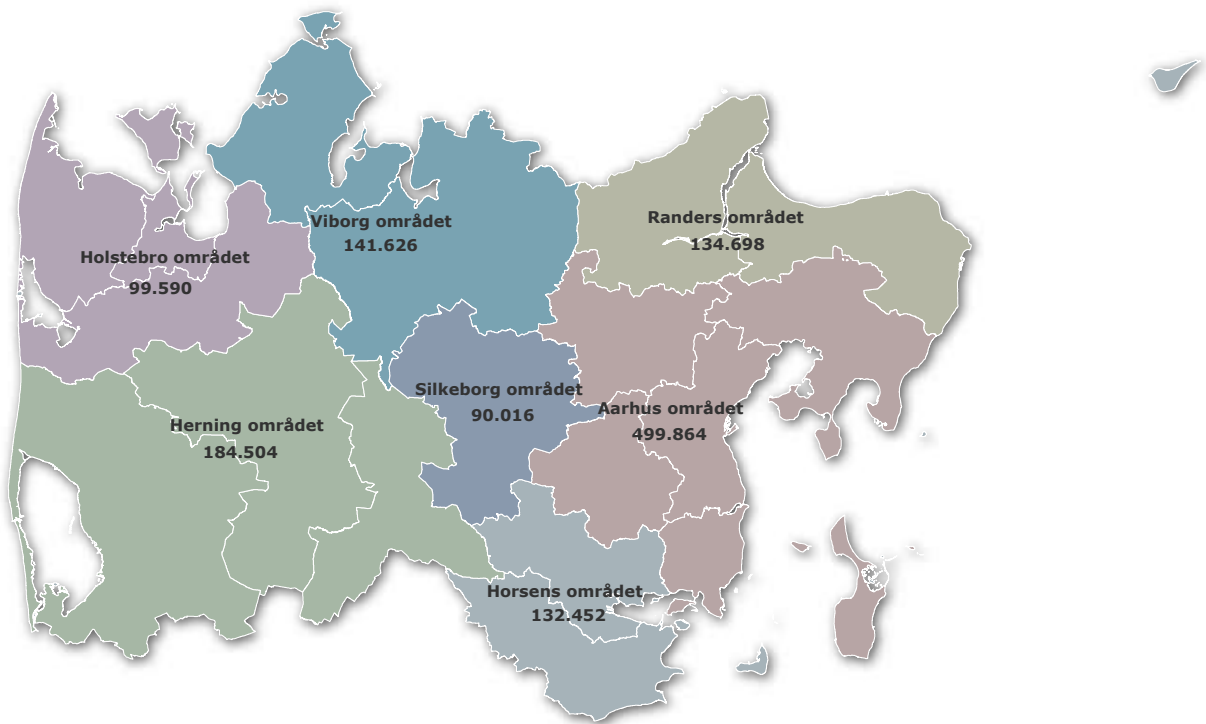 Randers området
134.698
Viborg området
141.626
Holstebro området
99.590
Silkeborg området
90.016
Aarhus området
499.864
Herning området
184.504
Horsens området
132.452